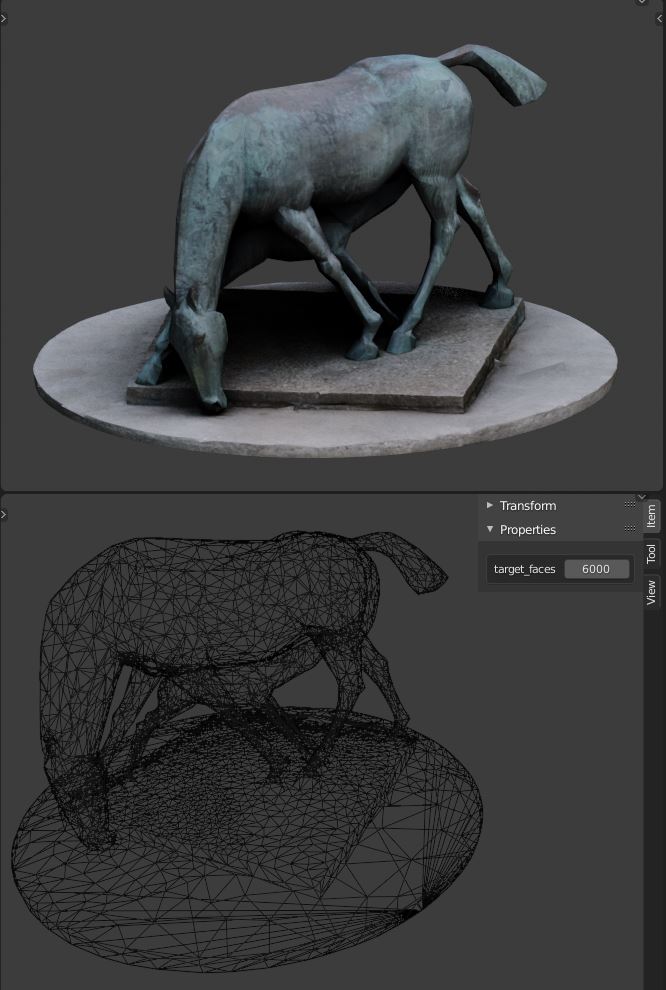 Transform
Properties
target_faces 6000
Item
Tool
View